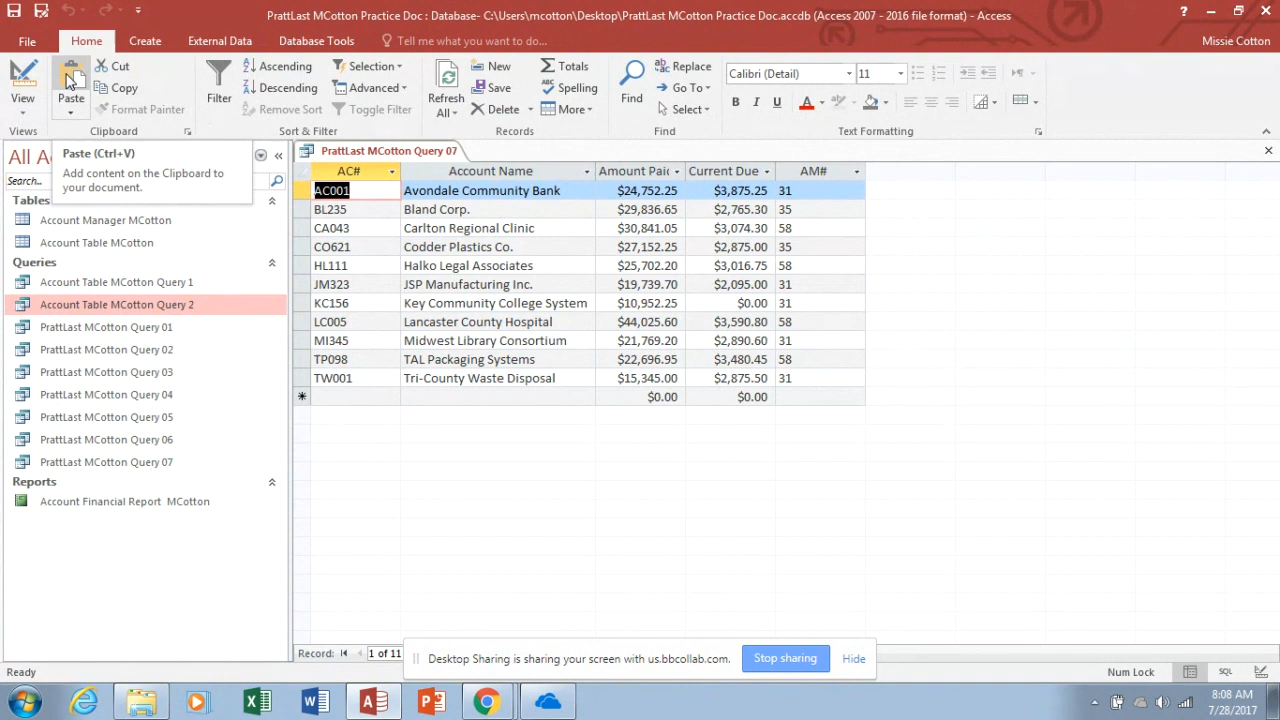 PrattLast MCotton Practice Doc : Database- C:\Users\mcotton\Desktop\PrattLast MCotton Practice Doc.accdb (Access 2007 - 2016 file format) - Access
File Home Create External Data Database Tools Tell me what you want to do... Missie Cotton
View
Views
Paste
Cut
Copy
Format Painter
Clipboard
Filter
Ascending
Descending
Remove Sort
Selection
Advanced
Toggle Filter
Sort & Filter
Refresh All
New
Save
Delete
Totals
Spelling
More
Records
Find
Replace
Go To
Select
Find
Calibri (Detail) 11
B I U A
Text Formatting
All A
Paste (Ctrl+V)
Add content on the Clipboard to
your document.
Search...
Tables
Account Manager MCotton
Account Table MCotton
Queries
Account Table MCotton Query 1
Account Table MCotton Query 2
PrattLast MCotton Query 01
PrattLast MCotton Query 02
PrattLast MCotton Query 03
PrattLast MCotton Query 04
PrattLast MCotton Query 05
PrattLast MCotton Query 06
PrattLast MCotton Query 07
Reports
Account Financial Report MCotton
PrattLast MCotton Query 07
AC# Account Name Amount Paid Current Due AM#
AC001 Avondale Community Bank $24,752.25 $3,875.25 31
BL235 Bland Corp. $29,836.65 $2,765.30 35
CA043 Carlton Regional Clinic $30,841.05 $3,074.30 58
CO621 Codder Plastics Co. $27,152.25 $2,875.00 35
HL111 Halko Legal Associates $25,702.20 $3,016.75 58
JM323 JSP Manufacturing Inc. $19,739.70 $2,095.00 31
KC156 Key Community College System $10,952.25 $0.00 31
LC005 Lancaster County Hospital $44,025.60 $3,590.80 58
MI345 Midwest Library Consortium $21,769.20 $2,890.60 31
TP098 TAL Packaging Systems $22,696.95 $3,480.45 58
TW001 Tri-County Waste Disposal $15,345.00 $2,875.50 31
$0.00 $0.00
Record: 1 of 11
Desktop Sharing is sharing your screen with us.bbcollab.com. Stop sharing Hide
Ready Num Lock SQL
8:08 AM
7/28/2017